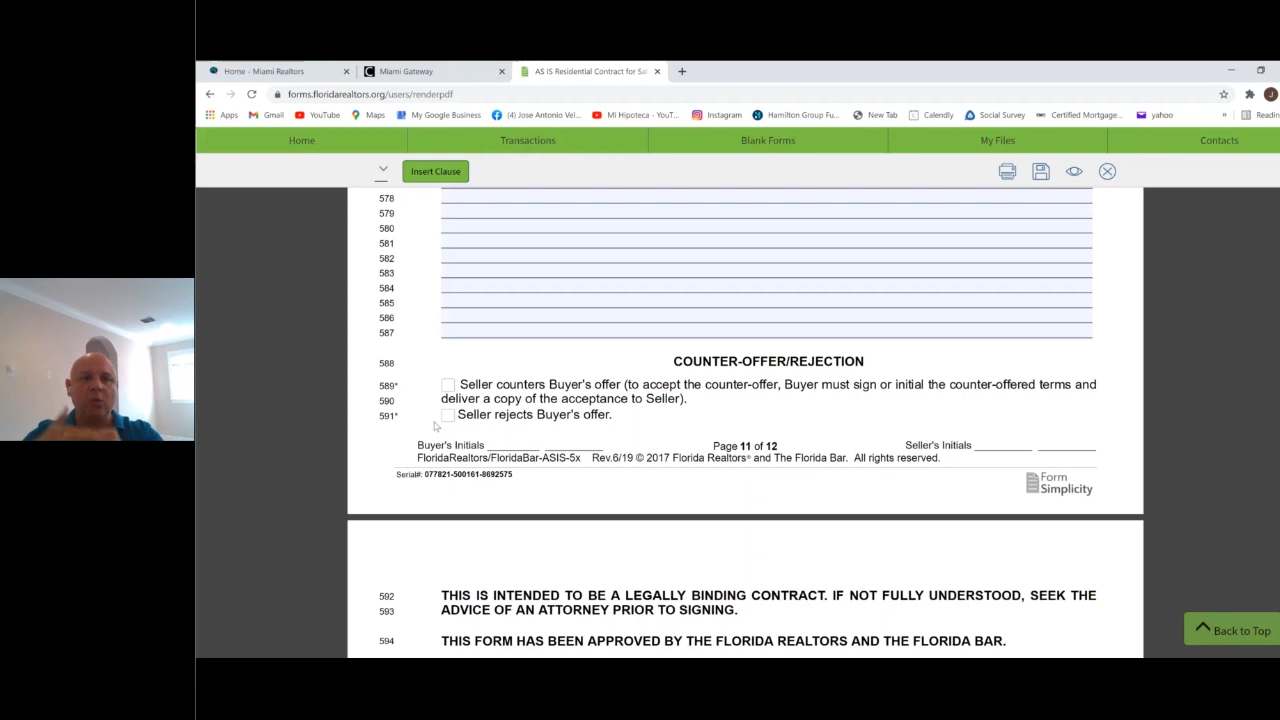 Home - Miami Realtors
Miami Gateway
AS IS Residential Contract for Sa
forms.floridarealtors.org/users/renderpdf
Apps Gmail YouTube Maps My Google Business (4) Jose Antonio Vel... Mi Hipoteca - YouT... Instagram Hamilton Group Fu... New Tab Calendly Social Survey Certified Mortgage... yahoo » Readin
Home Transactions Blank Forms My Files Contacts
Insert Clause
578
579
580
581
582
583
584
585
586
587
588 COUNTER-OFFER/REJECTION
589* Seller counters Buyer's offer (to accept the counter-offer, Buyer must sign or initial the counter-offered terms and
590 deliver a copy of the acceptance to Seller).
591* Seller rejects Buyer's offer.
Buyer's Initials Page 11 of 12 Seller's Initials
FloridaRealtors/FloridaBar-ASIS-5x Rev.6/19 © 2017 Florida Realtors® and The Florida Bar. All rights reserved.
Serial#: 077821-500161-8692575
Form
Simplicity
592 THIS IS INTENDED TO BE A LEGALLY BINDING CONTRACT. IF NOT FULLY UNDERSTOOD, SEEK THE
593 ADVICE OF AN ATTORNEY PRIOR TO SIGNING.
594 THIS FORM HAS BEEN APPROVED BY THE FLORIDA REALTORS AND THE FLORIDA BAR.
Back to Top